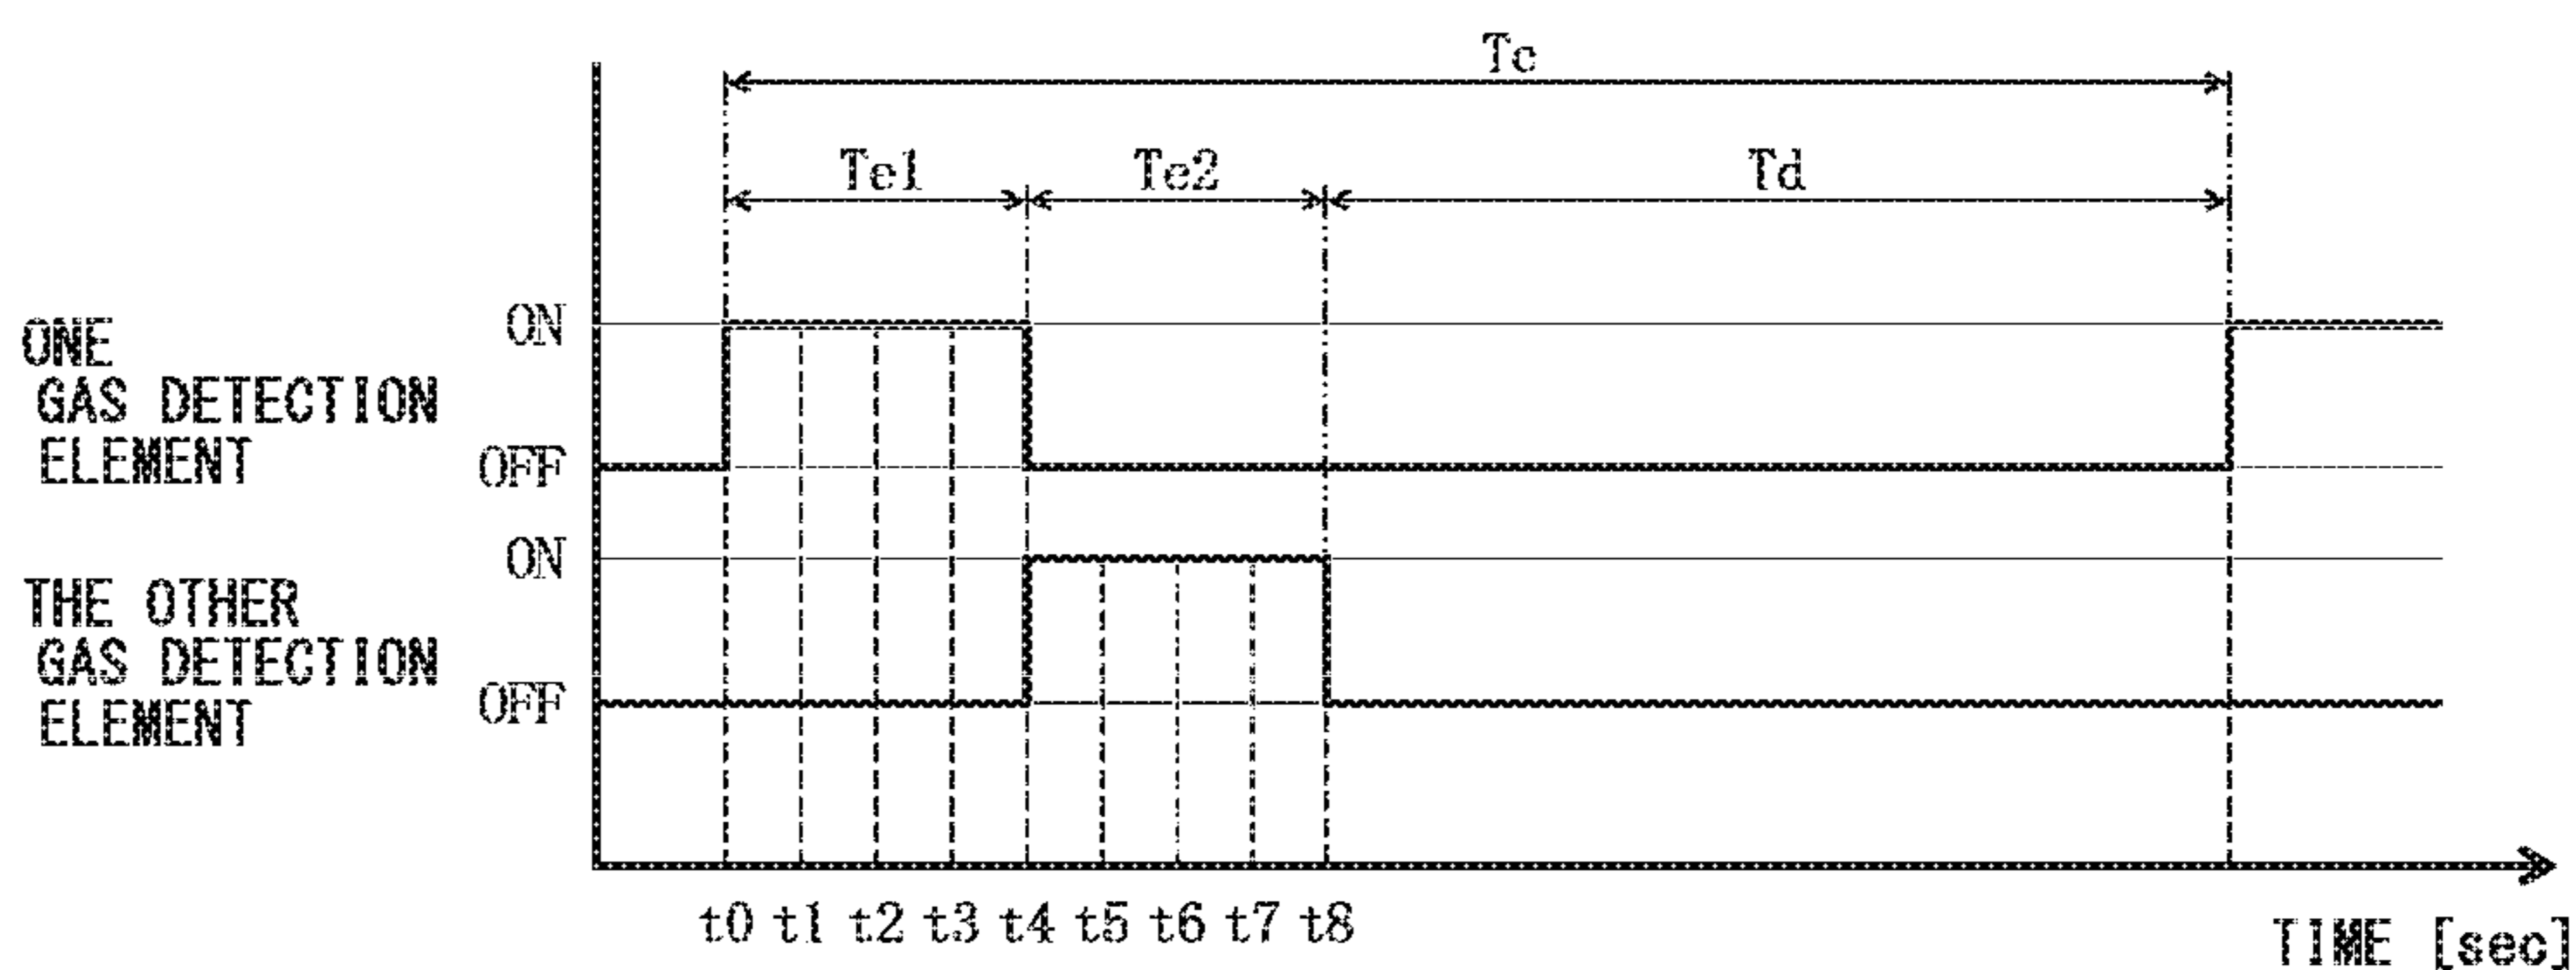 Tc
Te1 Te2 Td
ONE
GAS DETECTION
ELEMENT
ON
OFF
THE OTHER
GAS DETECTION
ELEMENT
ON
OFF
t0 t1 t2 t3 t4 t5 t6 t7 t8
TIME [sec]